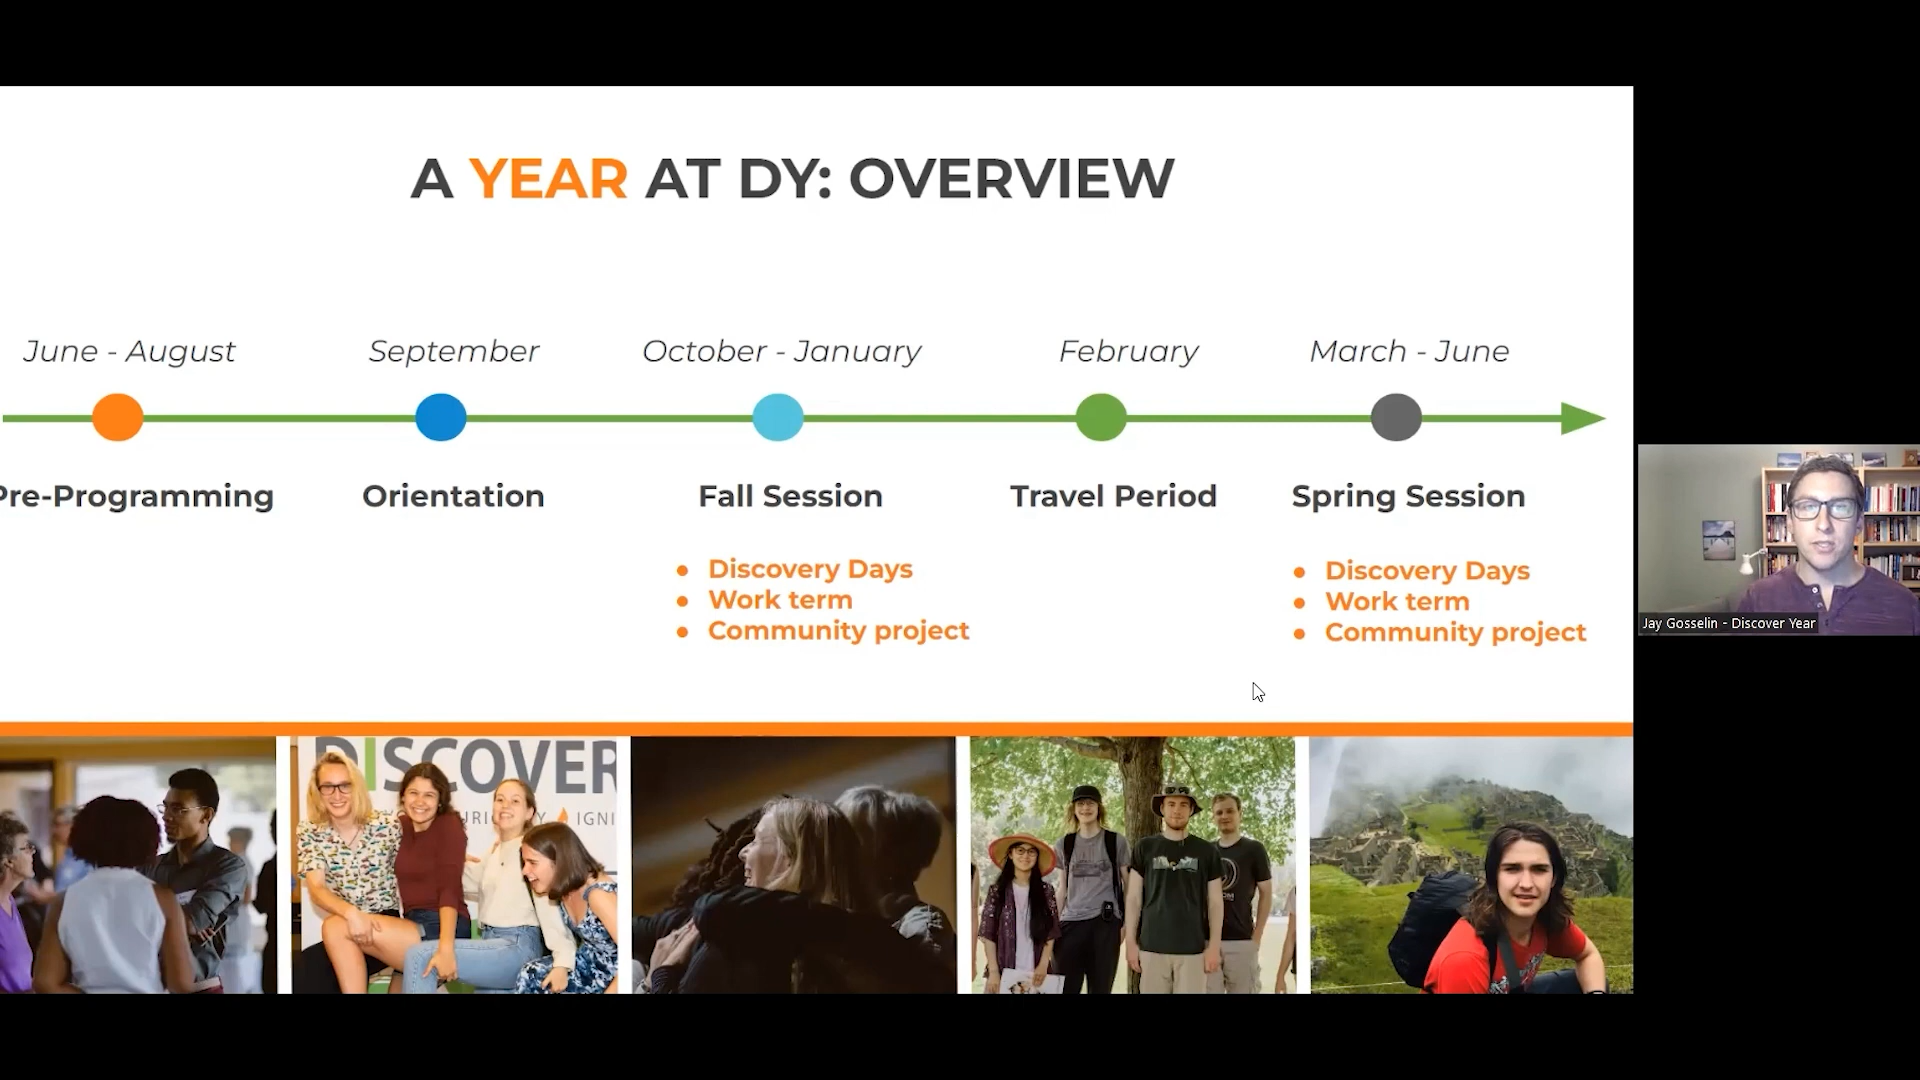 A YEAR AT DY: OVERVIEW
June - August
September
October - January
February
March - June
Pre-Programming
Orientation
Fall Session
Travel Period
Spring Session
Discovery Days
Work term
Community project
Discovery Days
Work term
Community project
Jay Gosselin - Discover Year
DISCOVER
IGNI